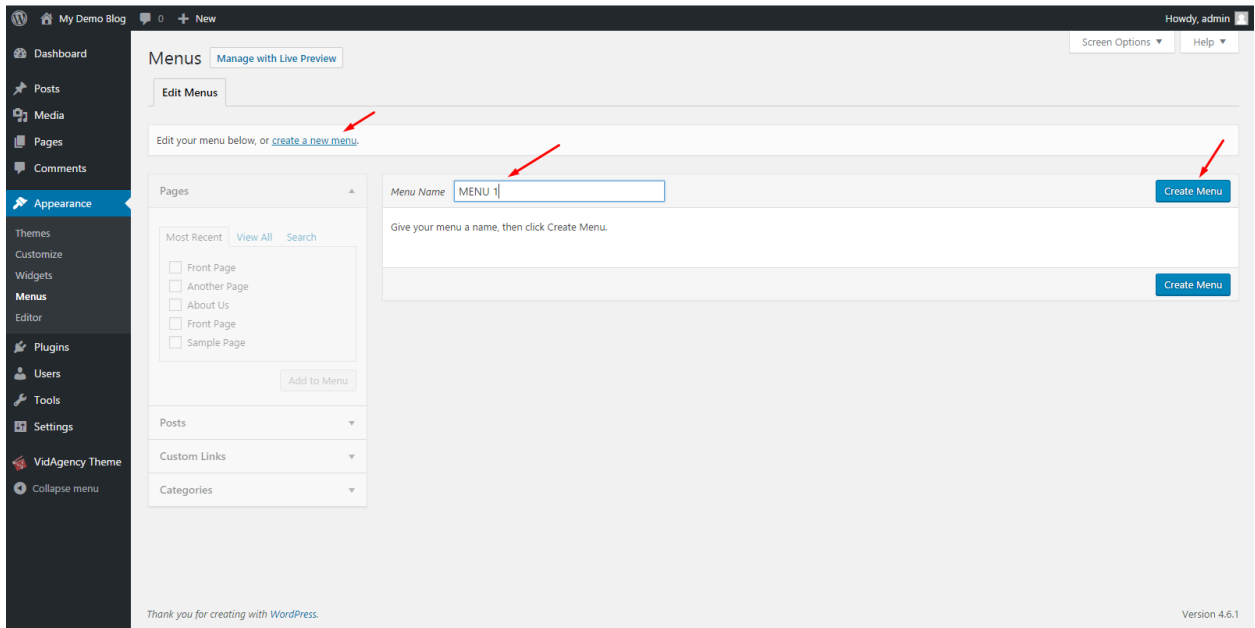 My Demo Blog 0 + New Howdy, admin
Screen Options ▼ Help ▼
Dashboard
Posts
Media
Pages
Comments
Appearance
Themes
Customize
Widgets
Menus
Editor
Plugins
Users
Tools
Settings
VidAgency Theme
Collapse menu
Menus Manage with Live Preview
Edit Menus
Edit your menu below, or create a new menu.
Pages
Most Recent View All Search
Front Page
Another Page
About Us
Front Page
Sample Page
Add to Menu
Posts
Custom Links
Categories
Menu Name MENU 1 Create Menu
Give your menu a name, then click Create Menu.
Create Menu
Thank you for creating with WordPress. Version 4.6.1